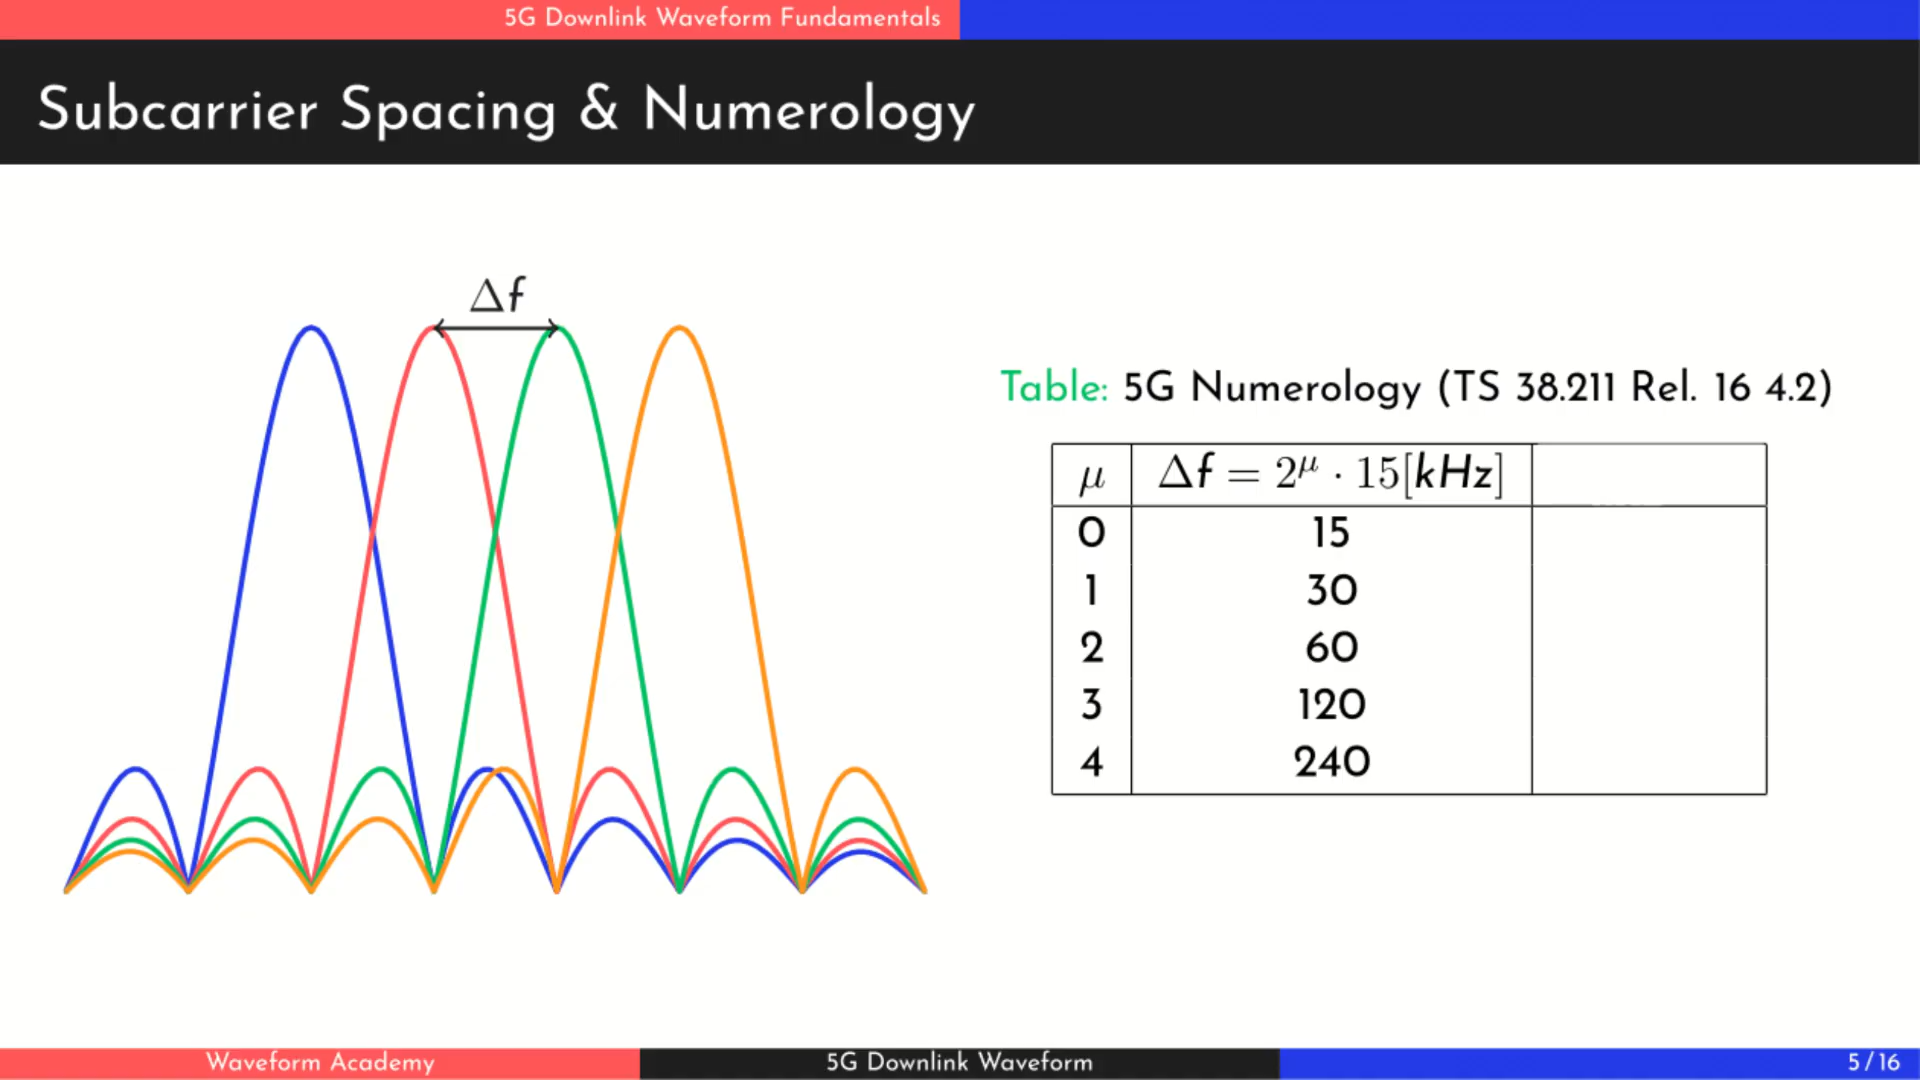 5G Downlink Waveform Fundamentals
Subcarrier Spacing & Numerology
Δf
Table: 5G Numerology (TS 38.211 Rel. 16 4.2)
μ Δf = 2^μ · 15[kHz]
0 15
1 30
2 60
3 120
4 240
Waveform Academy 5G Downlink Waveform 5 / 16